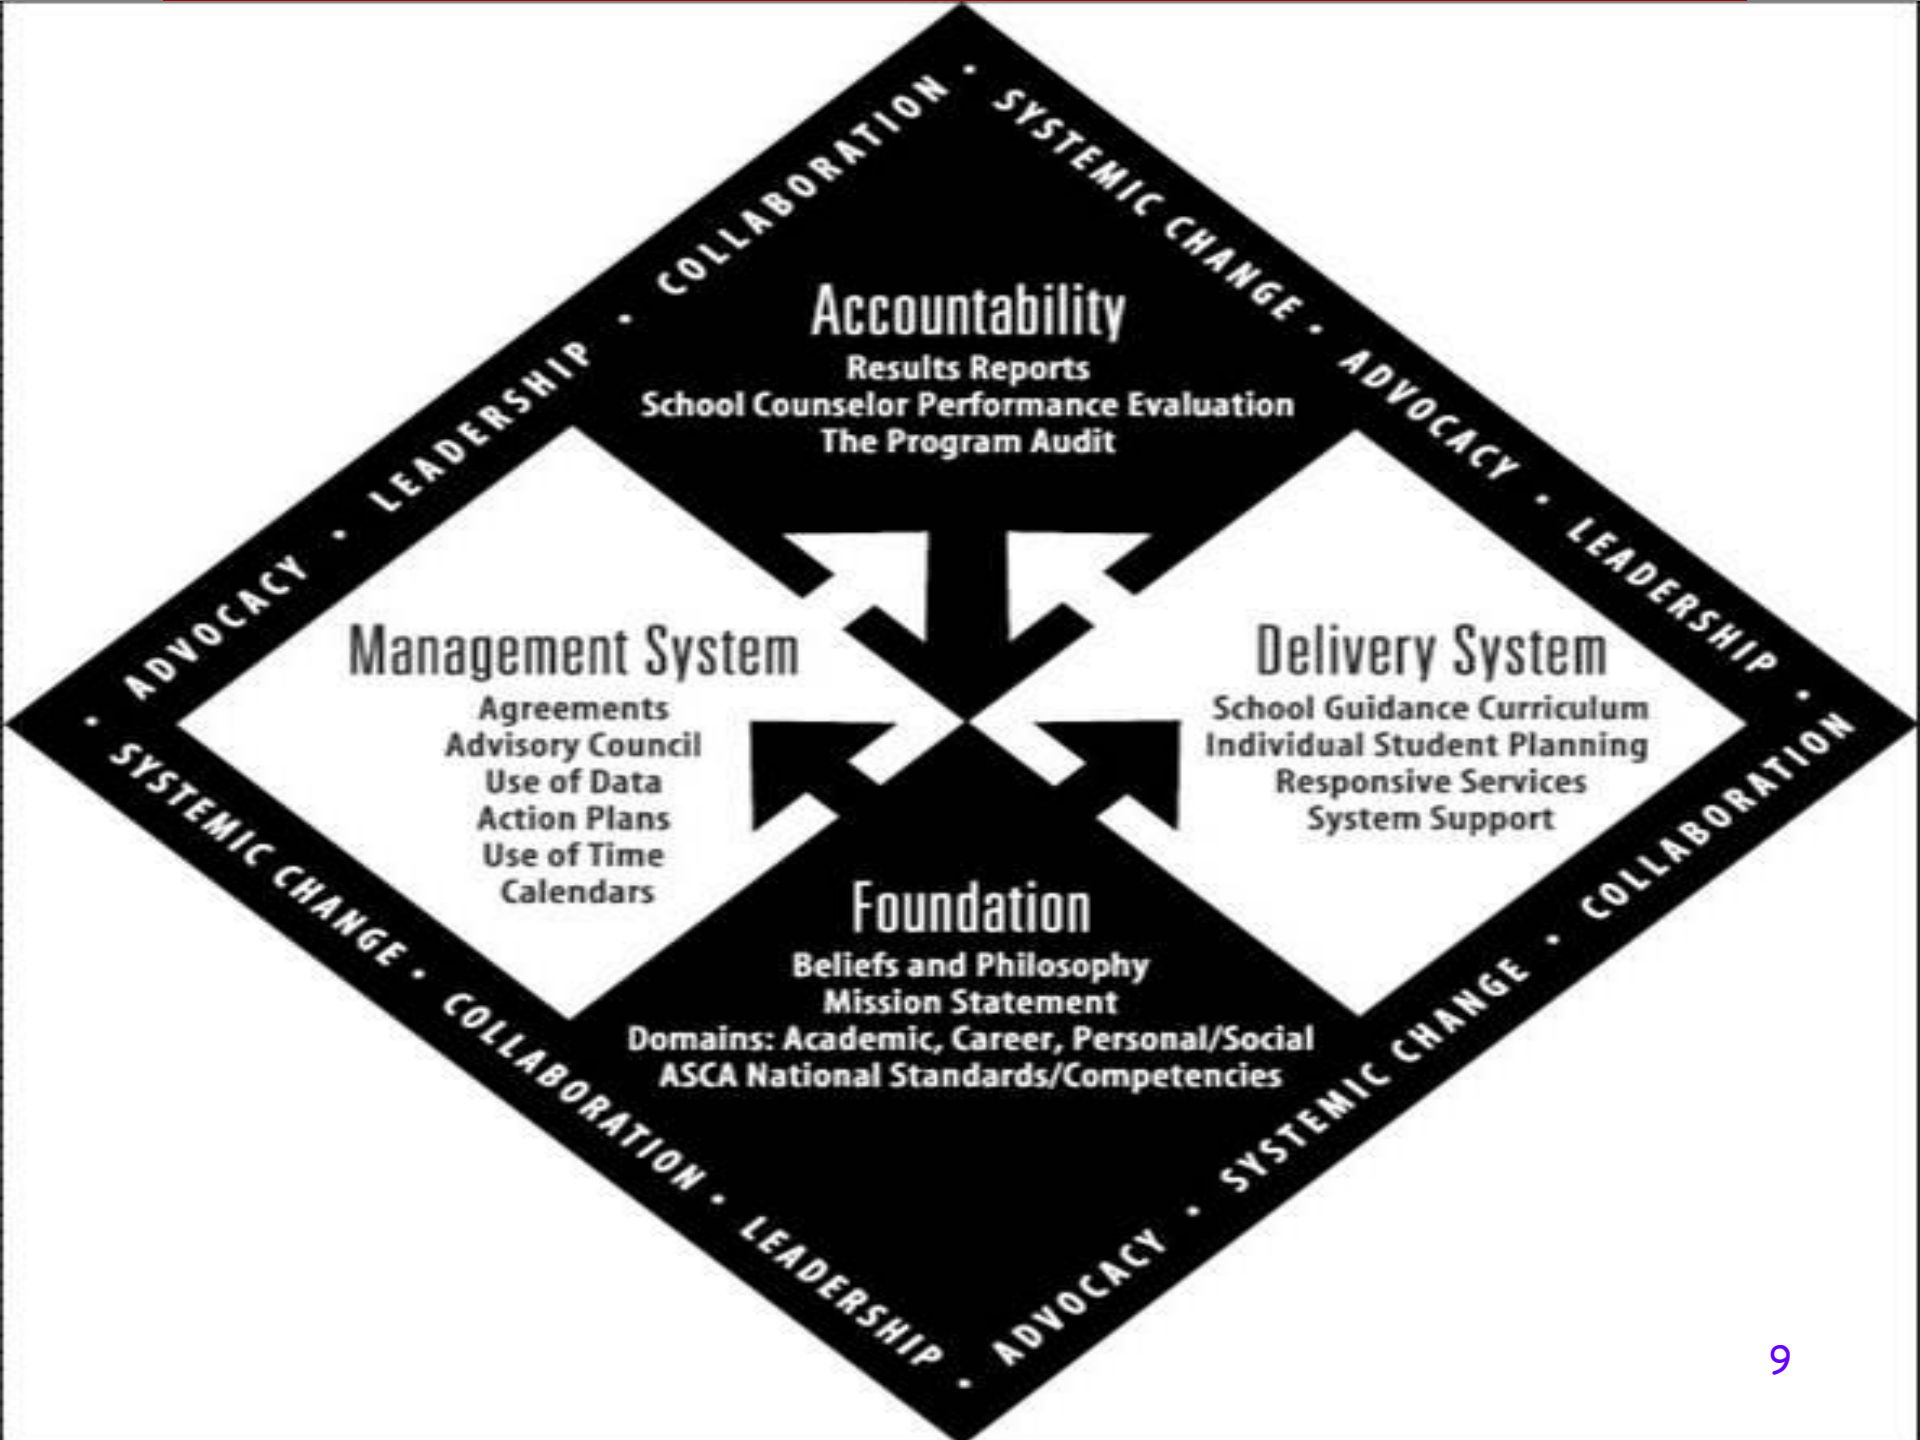 COLLABORATION • SYSTEMIC CHANGE • ADVOCACY • LEADERSHIP •
• ADVOCACY • LEADERSHIP •
Accountability
Results Reports
School Counselor Performance Evaluation
The Program Audit
Management System
Agreements
Advisory Council
Use of Data
Action Plans
Use of Time
Calendars
Delivery System
School Guidance Curriculum
Individual Student Planning
Responsive Services
System Support
Foundation
Beliefs and Philosophy
Mission Statement
Domains: Academic, Career, Personal/Social
ASCA National Standards/Competencies
SYSTEMIC CHANGE • COLLABORATION • LEADERSHIP •
ADVOCACY • SYSTEMIC CHANGE • COLLABORATION
9